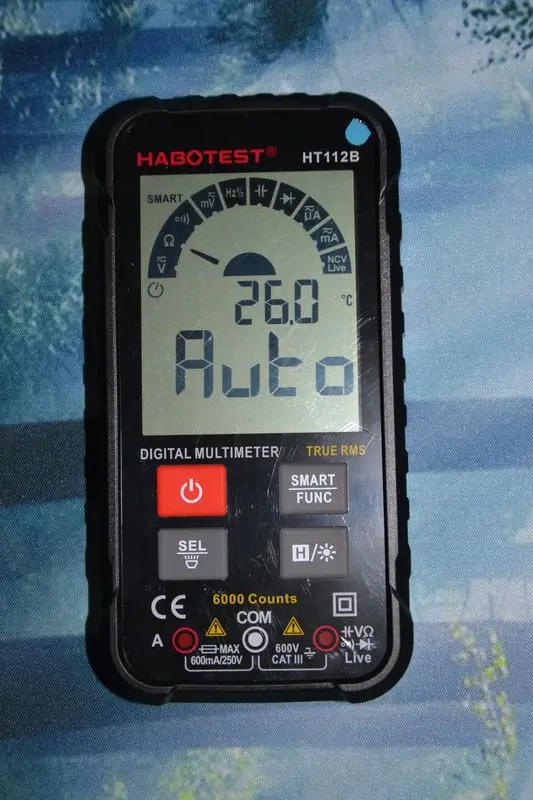 HABOTEST® HT112B
SMART
V Ω mV Hz% µA mA NCV Live
26.0 °C
Auto
DIGITAL MULTIMETER TRUE RMS
SMART
FUNC
SEL
H/
6000 Counts
CE COM
A MAX 600V VΩ
600mA/250V CAT III
Live